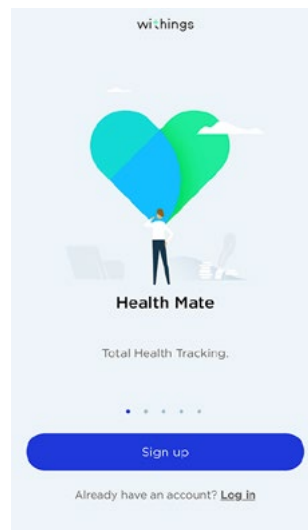 withings
Health Mate
Total Health Tracking.
Sign up
Already have an account? Log in